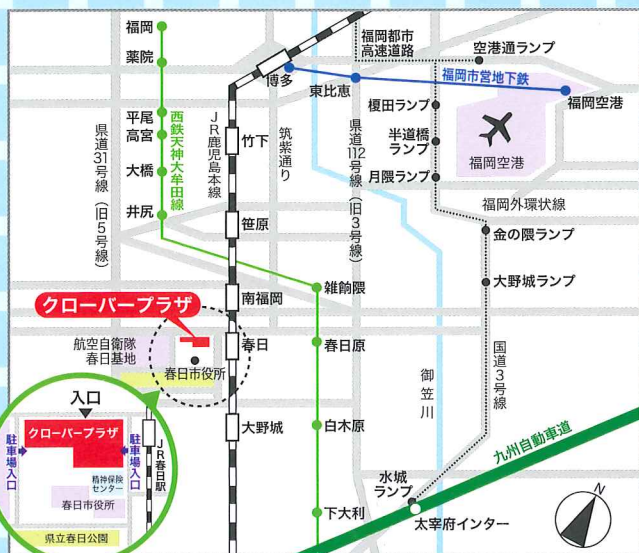 福岡
薬院
平尾
高宮
大橋
井尻
西鉄天神大牟田線
県道31号線（旧5号線）
JR鹿児島本線
博多
竹下
笹原
南福岡
春日
大野城
筑紫通り
東比恵
県道112号線（旧3号線）
福岡都市
高速道路
空港通ランプ
福岡市営地下鉄
福岡空港
榎田ランプ
半道橋
ランプ
月隈ランプ
福岡空港
福岡外環状線
金の隈ランプ
大野城ランプ
国道3号線
御笠川
雑餉隈
春日原
白木原
下大利
水城
ランプ
九州自動車道
太宰府インター
N
クローバープラザ
航空自衛隊
春日基地
春日市役所
入口
クローバープラザ
駐車場入口
駐車場入口
JR春日駅
精神保険
センター
春日市役所
県立春日公園